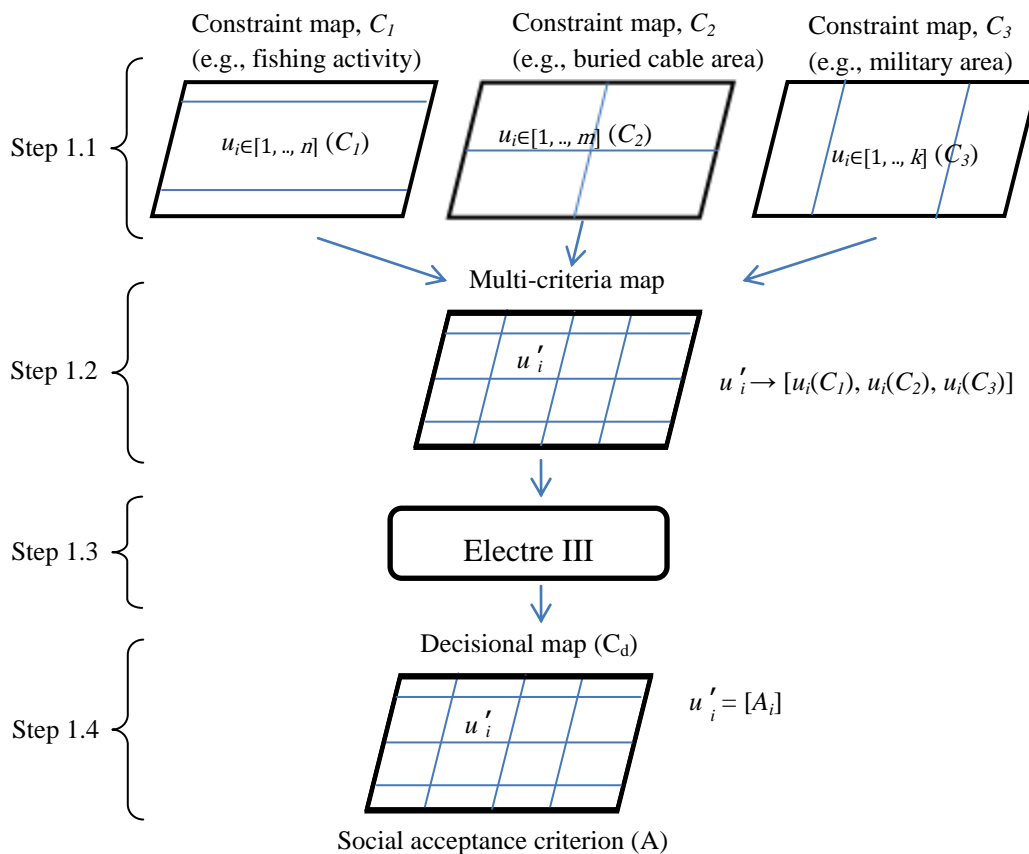 Constraint map, C1
(e.g., fishing activity)
Constraint map, C2
(e.g., buried cable area)
Constraint map, C3
(e.g., military area)
Step 1.1
ui∈[1, .., n] (C1)
ui∈[1, .., m] (C2)
ui∈[1, .., k] (C3)
Multi-criteria map
Step 1.2
u′i
u′i → [ui(C1), ui(C2), ui(C3)]
Step 1.3
Electre III
Decisional map (Cd)
Step 1.4
u′i
u′i = [Ai]
Social acceptance criterion (A)